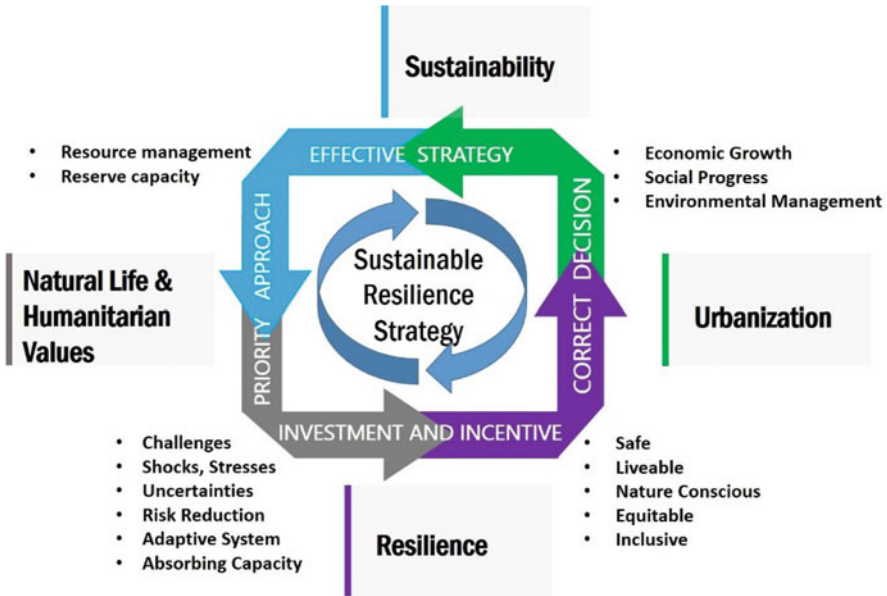 Sustainability
• Resource management
• Reserve capacity
EFFECTIVE STRATEGY
• Economic Growth
• Social Progress
• Environmental Management
PRIORITY APPROACH
CORRECT DECISION
Natural Life &
Humanitarian
Values
Sustainable
Resilience
Strategy
Urbanization
INVESTMENT AND INCENTIVE
• Challenges
• Shocks, Stresses
• Uncertainties
• Risk Reduction
• Adaptive System
• Absorbing Capacity
Resilience
• Safe
• Liveable
• Nature Conscious
• Equitable
• Inclusive